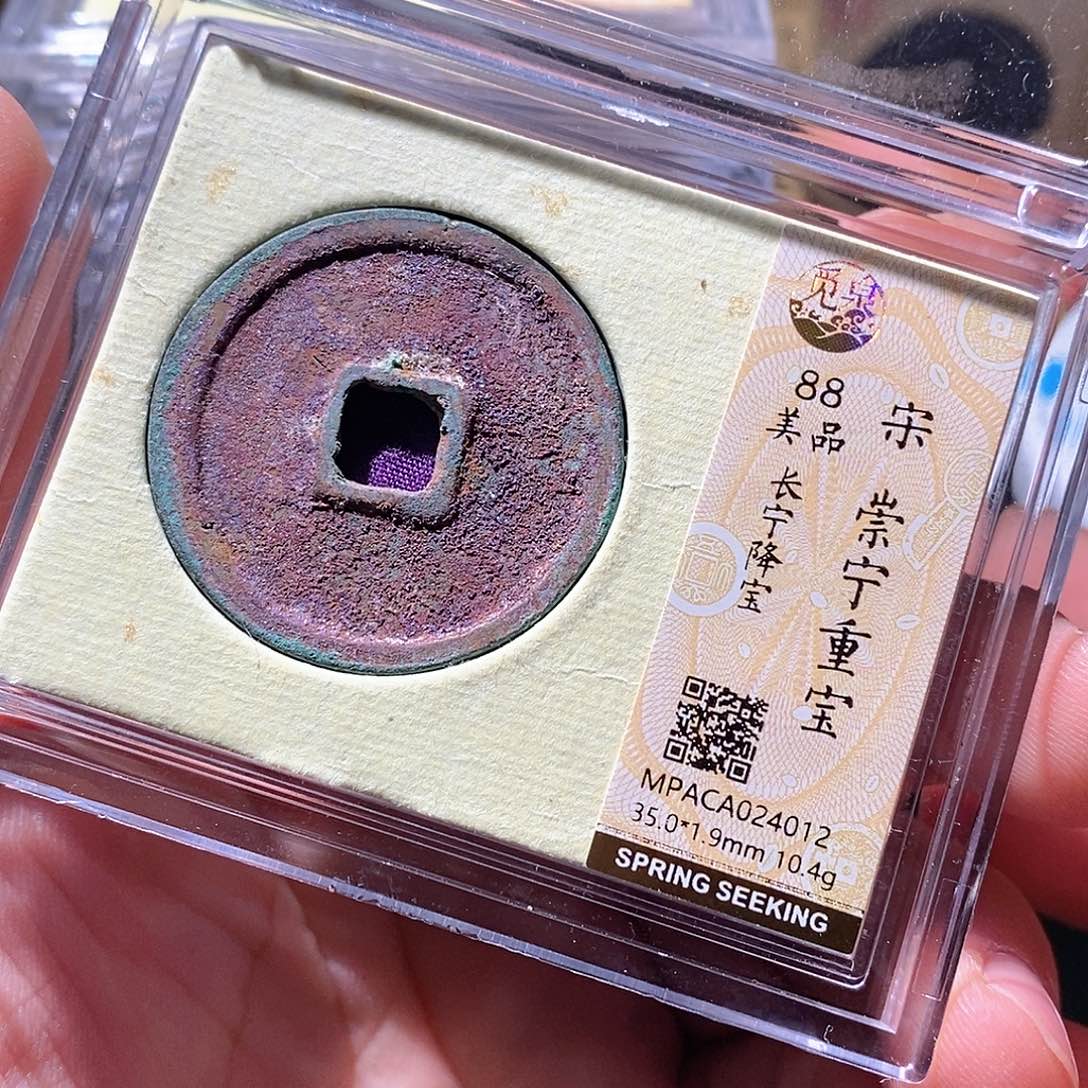 觅泉
宋 崇宁重宝
88
美品 长宁降宝
MPACA024012
35.0*1.9mm 10.4g
SPRING SEEKING